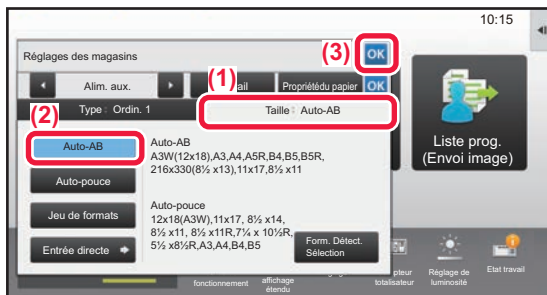 10:15
(3)
Réglages des magasins
OK
(1)
Alim. aux.
ail
Propriétédu papier
OK
(2)
Type : Ordin. 1
Taille : Auto-AB
Auto-AB
Auto-AB
A3W(12x18),A3,A4,A5R,B4,B5,B5R,
216x330(8½ x13),11x17,8½ x11
Auto-pouce
Auto-pouce
12x18(A3W),11x17, 8½ x14,
8½ x11, 8½ x11R,7¼ x 10½R,
5½ x8½R,A3,A4,B4,B5
Jeu de formats
Entrée directe
Form. Détect.
Sélection
Liste prog.
(Envoi image)
fonctionnement
affichage
étendu
pteur
totalisateur
Réglage de
luminosité
Etat travail